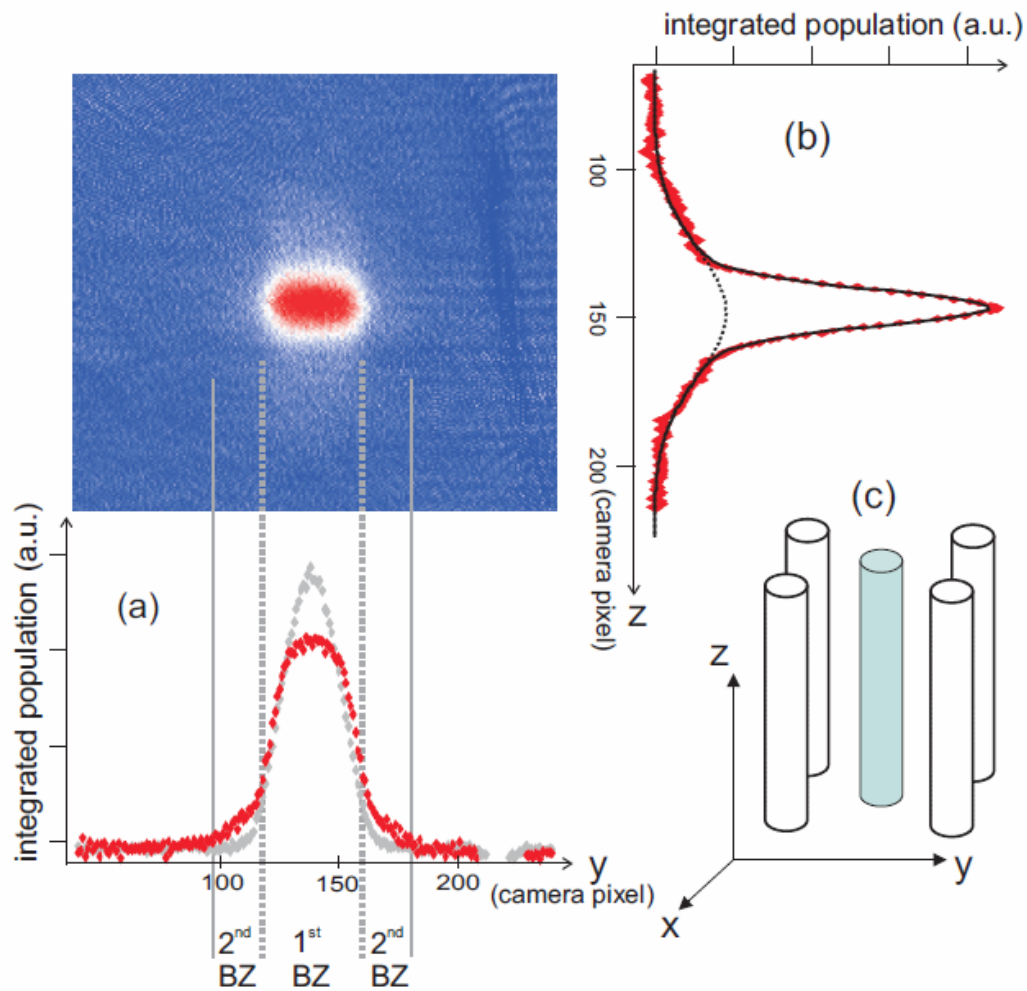 integrated population (a.u.)
(b)
100
150
200 (camera pixel)
z
(a)
integrated population (a.u.)
100
150
200
y
(camera pixel)
2nd
BZ
1st
BZ
2nd
BZ
(c)
z
y
x